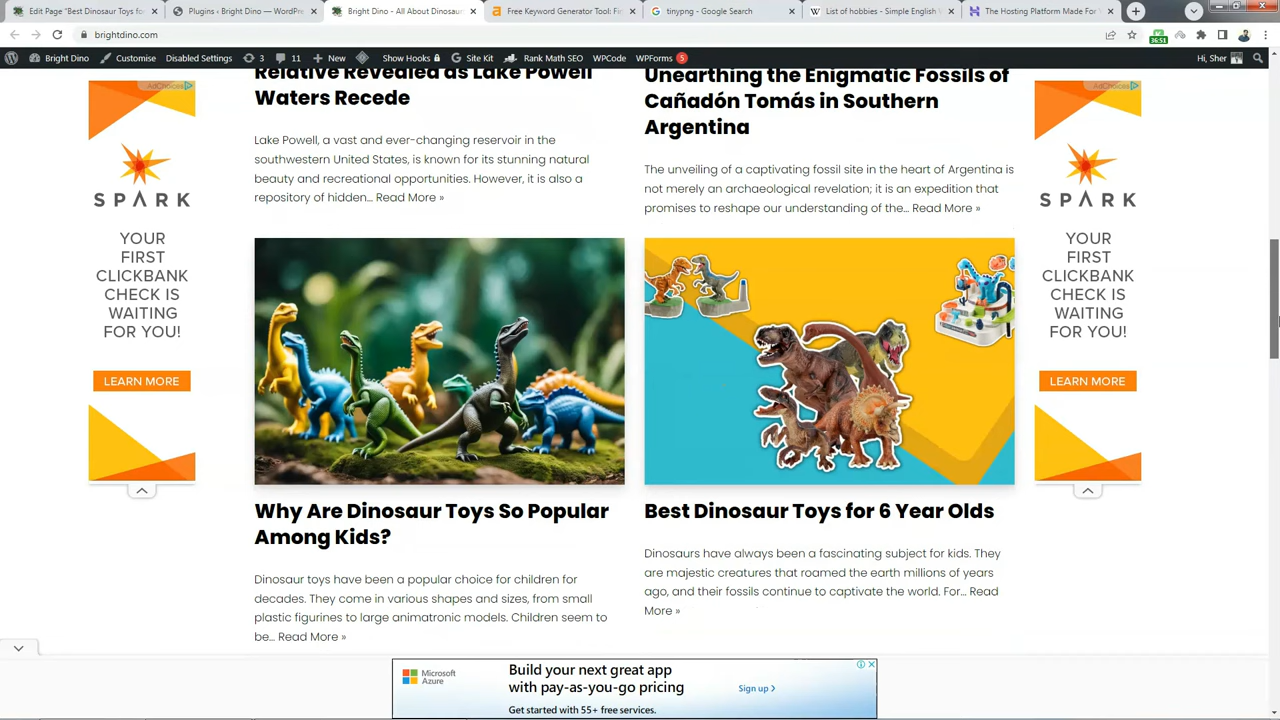 Edit Page "Best Dinosaur Toys fo
Plugins ‹ Bright Dino — WordPre
Bright Dino - All About Dinosaur
Free Keyword Generator Tool: Fi
tinypng - Google Search
List of hobbies - Simple English W
The Hosting Platform Made For
brightdino.com
36:51
Bright Dino
Customise
Disabled Settings
3
11
New
Show Hooks
Site Kit
Rank Math SEO
WPCode
WPForms 5
Hi, Sher
Relative Revealed as Lake Powell
Waters Recede
Lake Powell, a vast and ever-changing reservoir in the
southwestern United States, is known for its stunning natural
beauty and recreational opportunities. However, it is also a
repository of hidden... Read More »
Unearthing the Enigmatic Fossils of
Cañadón Tomás in Southern
Argentina
The unveiling of a captivating fossil site in the heart of Argentina is
not merely an archaeological revelation; it is an expedition that
promises to reshape our understanding of the... Read More »
AdChoices
SPARK
YOUR
FIRST
CLICKBANK
CHECK IS
WAITING
FOR YOU!
LEARN MORE
AdChoices
SPARK
YOUR
FIRST
CLICKBANK
CHECK IS
WAITING
FOR YOU!
LEARN MORE
Why Are Dinosaur Toys So Popular
Among Kids?
Dinosaur toys have been a popular choice for children for
decades. They come in various shapes and sizes, from small
plastic figurines to large animatronic models. Children seem to
be... Read More »
Best Dinosaur Toys for 6 Year Olds
Dinosaurs have always been a fascinating subject for kids. They
are majestic creatures that roamed the earth millions of years
ago, and their fossils continue to captivate the world. For... Read
More »
Microsoft
Azure
Build your next great app
with pay-as-you-go pricing
Get started with 55+ free services.
Sign up